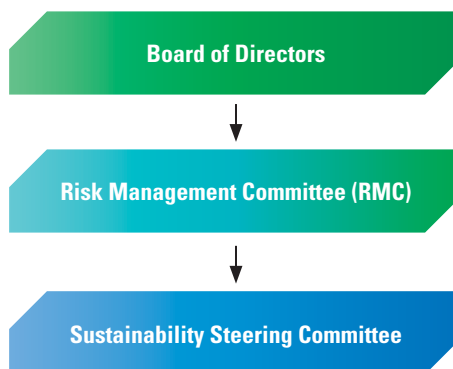 Board of Directors
Risk Management Committee (RMC)
Sustainability Steering Committee